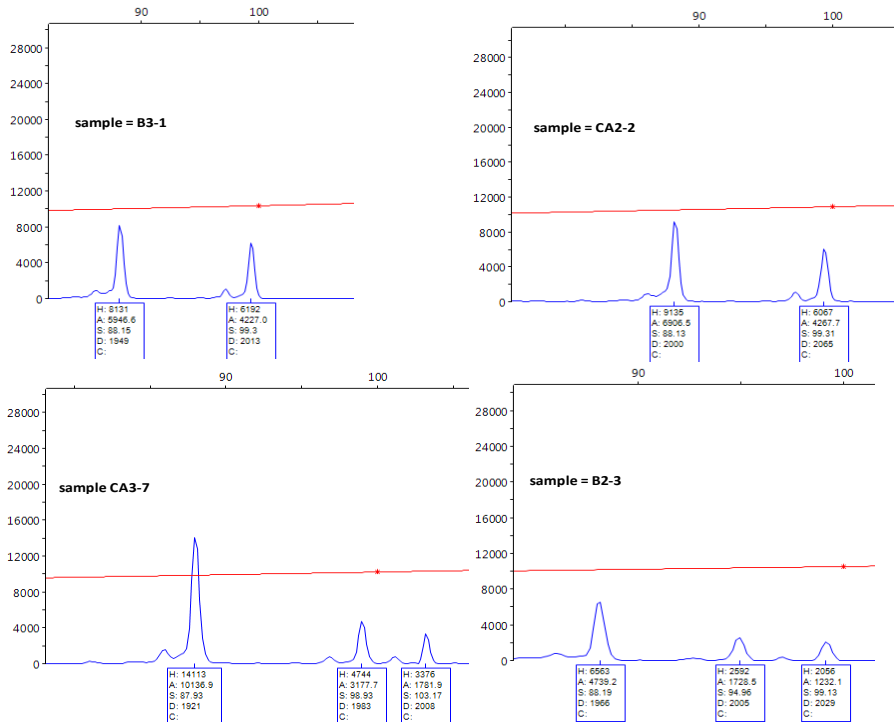 90 100
28000
24000
20000
16000
12000
8000
4000
0
sample = B3-1
H: 8131
A: 5946.6
S: 88.15
D: 1949
C:
H: 6192
A: 4227.0
S: 99.3
D: 2013
C:
90 100
28000
24000
20000
16000
12000
8000
4000
0
sample = CA2-2
H: 9135
A: 6906.5
S: 88.13
D: 2000
C:
H: 6067
A: 4267.7
S: 99.31
D: 2065
C:
90 100
28000
24000
20000
16000
12000
8000
4000
0
sample CA3-7
H: 14113
A: 10136.9
S: 87.93
D: 1921
C:
H: 4744
A: 3177.7
S: 98.93
D: 1983
C:
H: 3376
A: 1781.9
S: 103.17
D: 2008
C:
90 100
28000
24000
20000
16000
12000
8000
4000
0
sample = B2-3
H: 6563
A: 4739.2
S: 88.19
D: 1966
C:
H: 2592
A: 1728.5
S: 94.96
D: 2005
C:
H: 2056
A: 1232.1
S: 99.13
D: 2029
C: